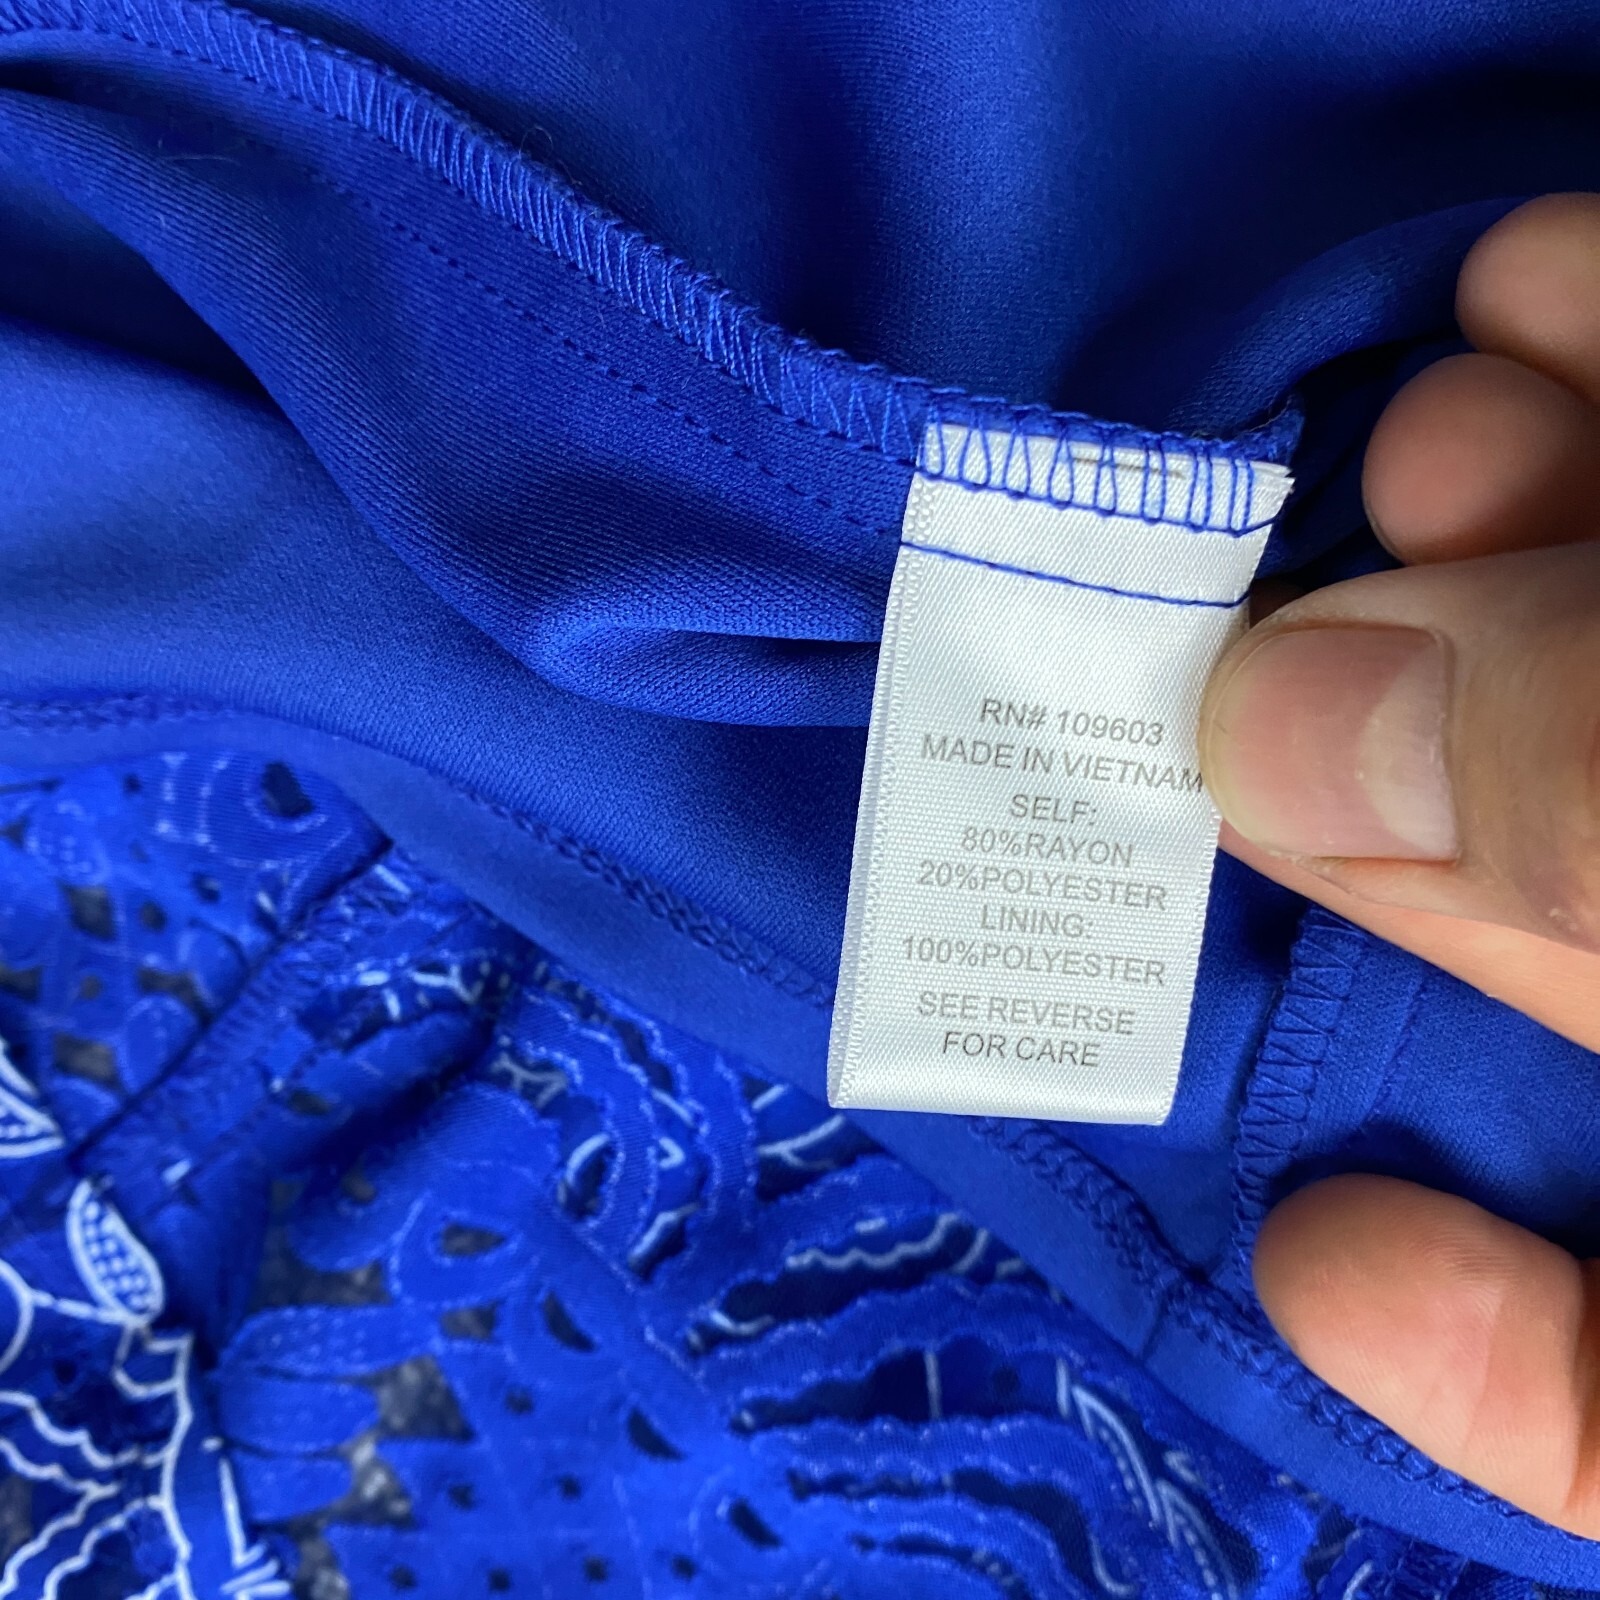 RN# 109603
MADE IN VIETNAM
SELF:
80%RAYON
20%POLYESTER
LINING:
100%POLYESTER
SEE REVERSE
FOR CARE